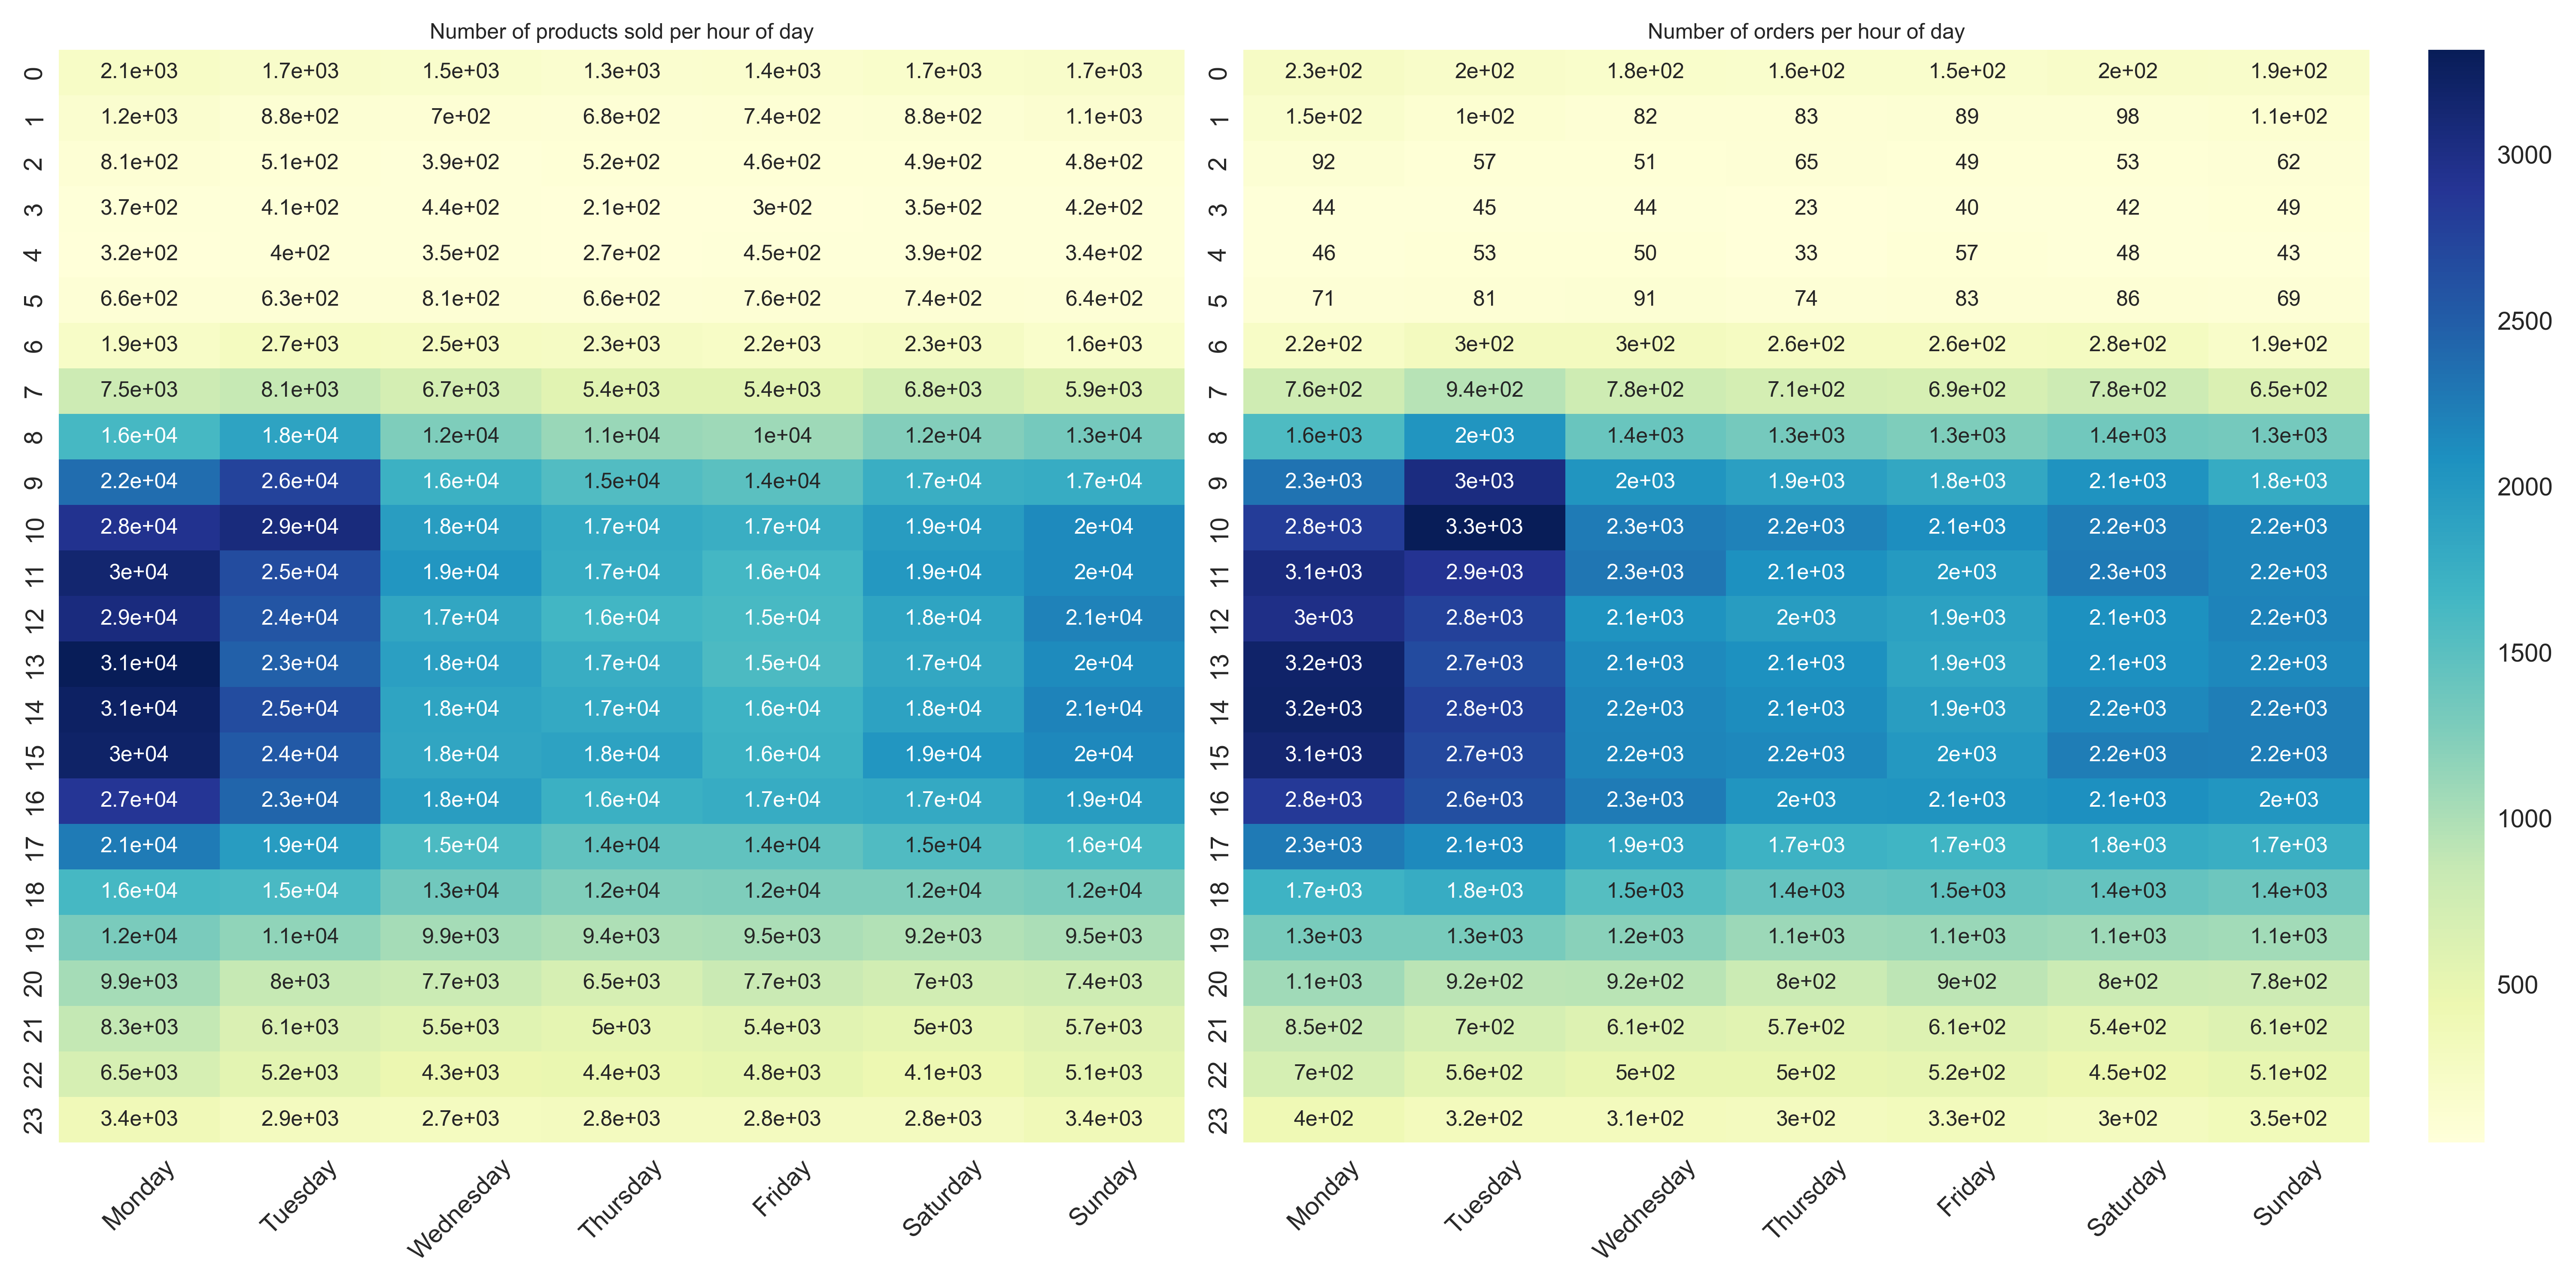 Number of products sold per hour of day
0 2.1e+03 1.7e+03 1.5e+03 1.3e+03 1.4e+03 1.7e+03 1.7e+03
1 1.2e+03 8.8e+02 7e+02 6.8e+02 7.4e+02 8.8e+02 1.1e+03
2 8.1e+02 5.1e+02 3.9e+02 5.2e+02 4.6e+02 4.9e+02 4.8e+02
3 3.7e+02 4.1e+02 4.4e+02 2.1e+02 3e+02 3.5e+02 4.2e+02
4 3.2e+02 4e+02 3.5e+02 2.7e+02 4.5e+02 3.9e+02 3.4e+02
5 6.6e+02 6.3e+02 8.1e+02 6.6e+02 7.6e+02 7.4e+02 6.4e+02
6 1.9e+03 2.7e+03 2.5e+03 2.3e+03 2.2e+03 2.3e+03 1.6e+03
7 7.5e+03 8.1e+03 6.7e+03 5.4e+03 5.4e+03 6.8e+03 5.9e+03
8 1.6e+04 1.8e+04 1.2e+04 1.1e+04 1e+04 1.2e+04 1.3e+04
9 2.2e+04 2.6e+04 1.6e+04 1.5e+04 1.4e+04 1.7e+04 1.7e+04
10 2.8e+04 2.9e+04 1.8e+04 1.7e+04 1.7e+04 1.9e+04 2e+04
11 3e+04 2.5e+04 1.9e+04 1.7e+04 1.6e+04 1.9e+04 2e+04
12 2.9e+04 2.4e+04 1.7e+04 1.6e+04 1.5e+04 1.8e+04 2.1e+04
13 3.1e+04 2.3e+04 1.8e+04 1.7e+04 1.5e+04 1.7e+04 2e+04
14 3.1e+04 2.5e+04 1.8e+04 1.7e+04 1.6e+04 1.8e+04 2.1e+04
15 3e+04 2.4e+04 1.8e+04 1.8e+04 1.6e+04 1.9e+04 2e+04
16 2.7e+04 2.3e+04 1.8e+04 1.6e+04 1.7e+04 1.7e+04 1.9e+04
17 2.1e+04 1.9e+04 1.5e+04 1.4e+04 1.4e+04 1.5e+04 1.6e+04
18 1.6e+04 1.5e+04 1.3e+04 1.2e+04 1.2e+04 1.2e+04 1.2e+04
19 1.2e+04 1.1e+04 9.9e+03 9.4e+03 9.5e+03 9.2e+03 9.5e+03
20 9.9e+03 8e+03 7.7e+03 6.5e+03 7.7e+03 7e+03 7.4e+03
21 8.3e+03 6.1e+03 5.5e+03 5e+03 5.4e+03 5e+03 5.7e+03
22 6.5e+03 5.2e+03 4.3e+03 4.4e+03 4.8e+03 4.1e+03 5.1e+03
23 3.4e+03 2.9e+03 2.7e+03 2.8e+03 2.8e+03 2.8e+03 3.4e+03
Monday Tuesday Wednesday Thursday Friday Saturday Sunday
Number of orders per hour of day
0 2.3e+02 2e+02 1.8e+02 1.6e+02 1.5e+02 2e+02 1.9e+02
1 1.5e+02 1e+02 82 83 89 98 1.1e+02
2 92 57 51 65 49 53 62
3 44 45 44 23 40 42 49
4 46 53 50 33 57 48 43
5 71 81 91 74 83 86 69
6 2.2e+02 3e+02 3e+02 2.6e+02 2.6e+02 2.8e+02 1.9e+02
7 7.6e+02 9.4e+02 7.8e+02 7.1e+02 6.9e+02 7.8e+02 6.5e+02
8 1.6e+03 2e+03 1.4e+03 1.3e+03 1.3e+03 1.4e+03 1.3e+03
9 2.3e+03 3e+03 2e+03 1.9e+03 1.8e+03 2.1e+03 1.8e+03
10 2.8e+03 3.3e+03 2.3e+03 2.2e+03 2.1e+03 2.2e+03 2.2e+03
11 3.1e+03 2.9e+03 2.3e+03 2.1e+03 2e+03 2.3e+03 2.2e+03
12 3e+03 2.8e+03 2.1e+03 2e+03 1.9e+03 2.1e+03 2.2e+03
13 3.2e+03 2.7e+03 2.1e+03 2.1e+03 1.9e+03 2.1e+03 2.2e+03
14 3.2e+03 2.8e+03 2.2e+03 2.1e+03 1.9e+03 2.2e+03 2.2e+03
15 3.1e+03 2.7e+03 2.2e+03 2.2e+03 2e+03 2.2e+03 2.2e+03
16 2.8e+03 2.6e+03 2.3e+03 2e+03 2.1e+03 2.1e+03 2e+03
17 2.3e+03 2.1e+03 1.9e+03 1.7e+03 1.7e+03 1.8e+03 1.7e+03
18 1.7e+03 1.8e+03 1.5e+03 1.4e+03 1.5e+03 1.4e+03 1.4e+03
19 1.3e+03 1.3e+03 1.2e+03 1.1e+03 1.1e+03 1.1e+03 1.1e+03
20 1.1e+03 9.2e+02 9.2e+02 8e+02 9e+02 8e+02 7.8e+02
21 8.5e+02 7e+02 6.1e+02 5.7e+02 6.1e+02 5.4e+02 6.1e+02
22 7e+02 5.6e+02 5e+02 5e+02 5.2e+02 4.5e+02 5.1e+02
23 4e+02 3.2e+02 3.1e+02 3e+02 3.3e+02 3e+02 3.5e+02
Monday Tuesday Wednesday Thursday Friday Saturday Sunday
3000
2500
2000
1500
1000
500